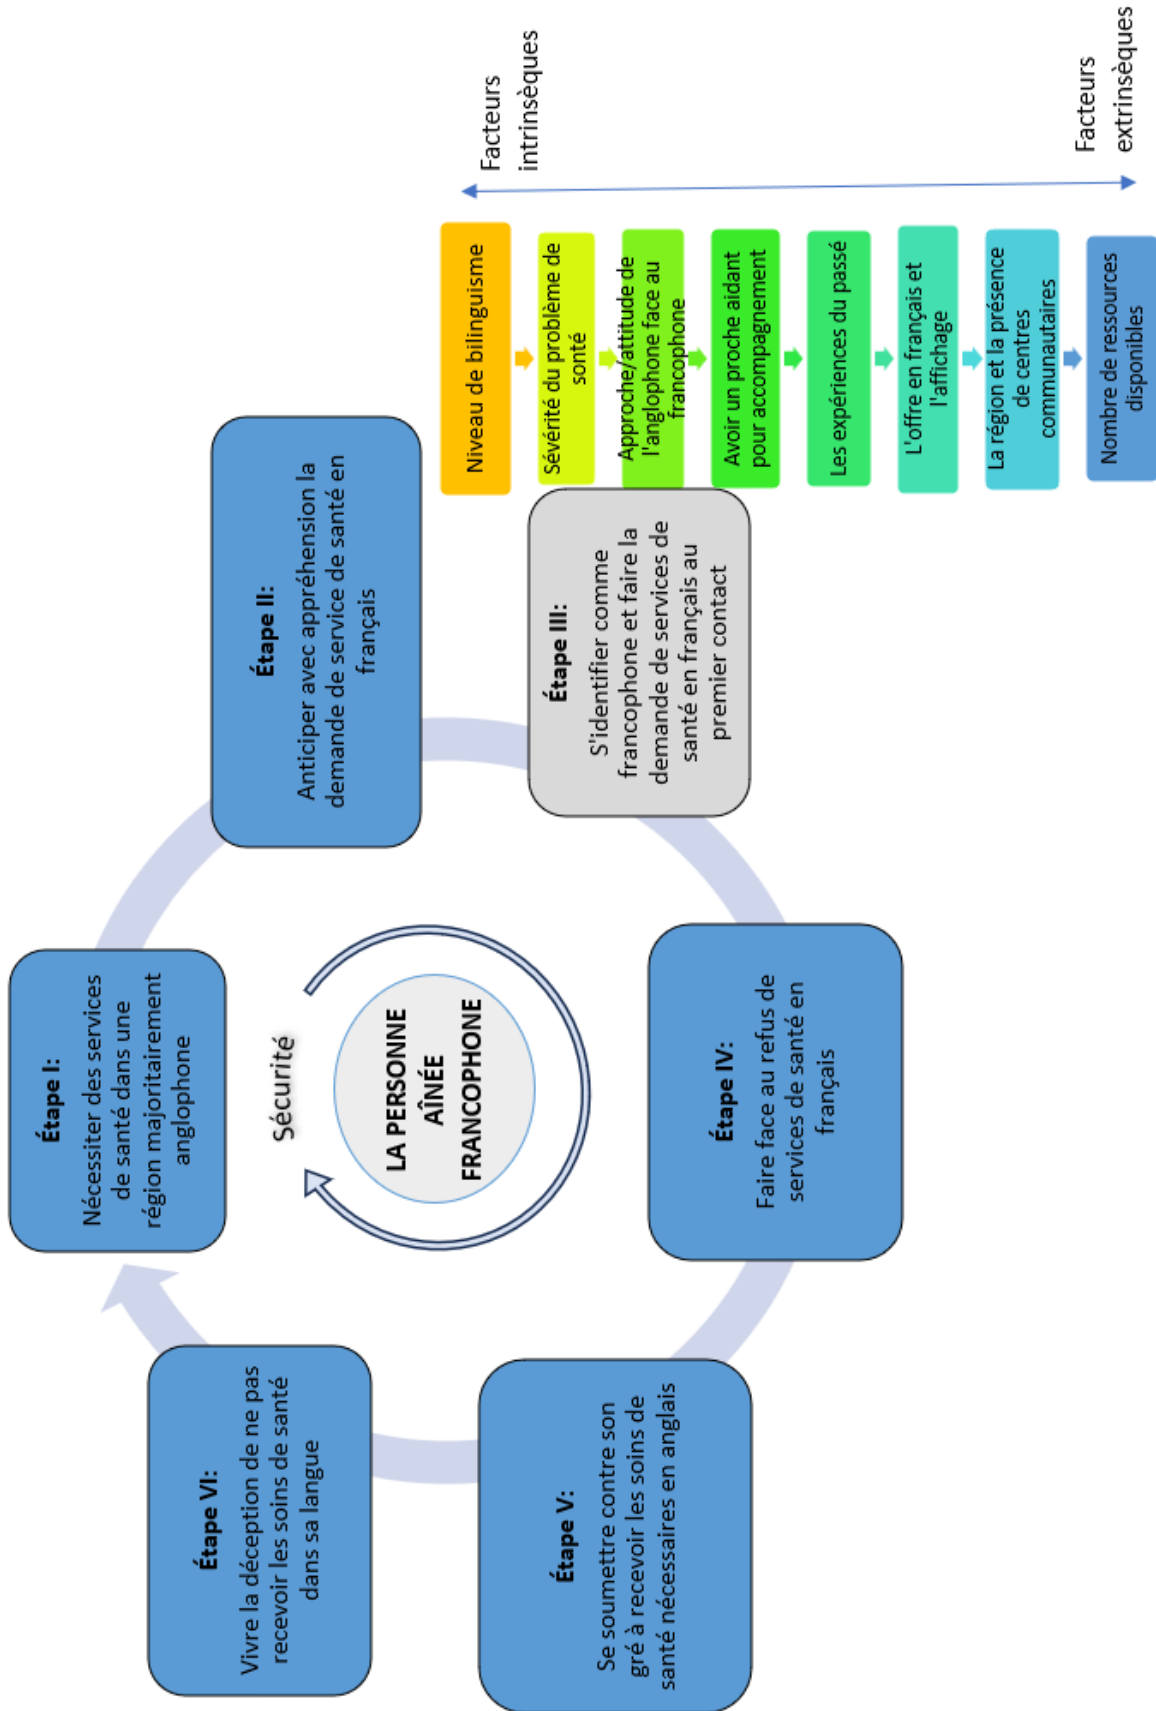 Étape I:
Nécessiter des services
de santé dans une
région majoritairement
anglophone
Étape II:
Anticiper avec appréhension la
demande de service de santé en
français
Étape III:
S'identifier comme
francophone et faire la
demande de services de
santé en français au
premier contact
Étape IV:
Faire face au refus de
services de santé en
français
Étape V:
Se soumettre contre son
gré à recevoir les soins de
santé nécessaires en anglais
Étape VI:
Vivre la déception de ne pas
recevoir les soins de santé
dans sa langue
Sécurité
LA PERSONNE
AÎNÉE
FRANCOPHONE
Facteurs
intrinsèques
Niveau de bilinguisme
Sévérité du problème de
sonté
Approche/attitude de
l'anglophone face au
francophone
Avoir un proche aidant
pour accompagnement
Les expériences du passé
L'offre en français et
l'affichage
La région et la présence
de centres
communautaires
Nombre de ressources
disponibles
Facteurs
extrinsèques